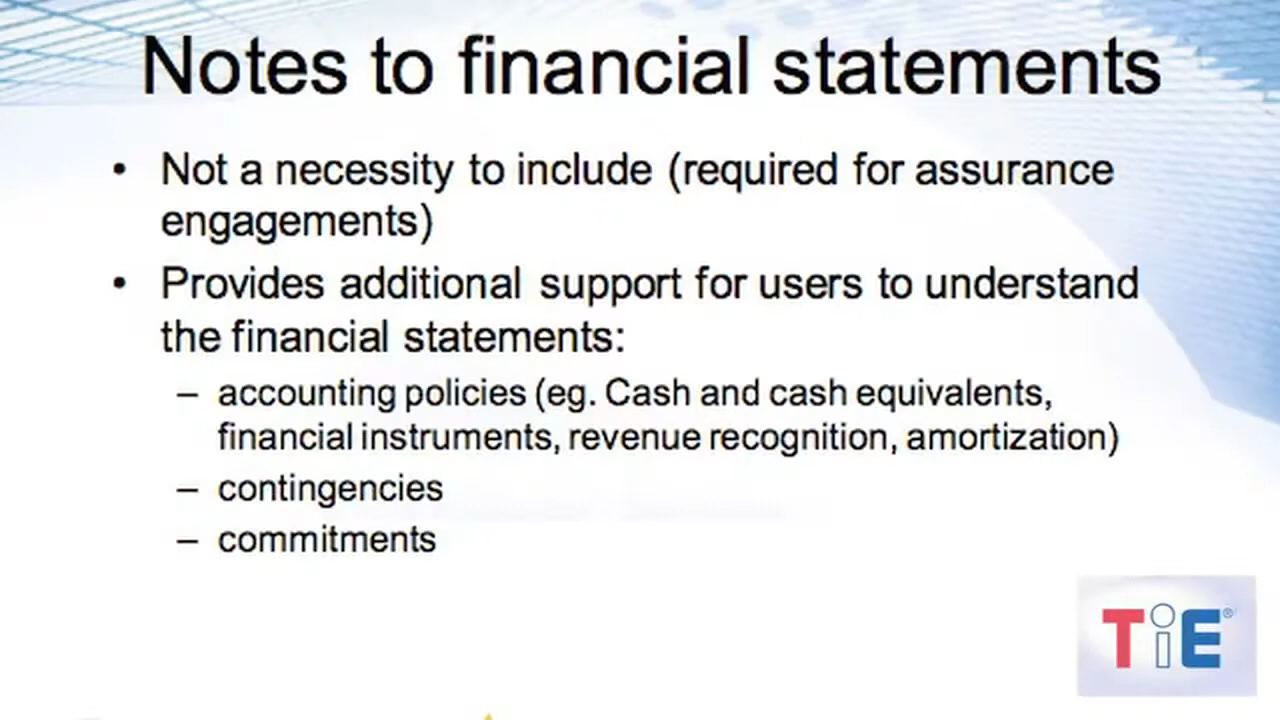 Notes to financial statements
• Not a necessity to include (required for assurance
engagements)
• Provides additional support for users to understand
the financial statements:
– accounting policies (eg. Cash and cash equivalents,
financial instruments, revenue recognition, amortization)
– contingencies
– commitments
TiE®